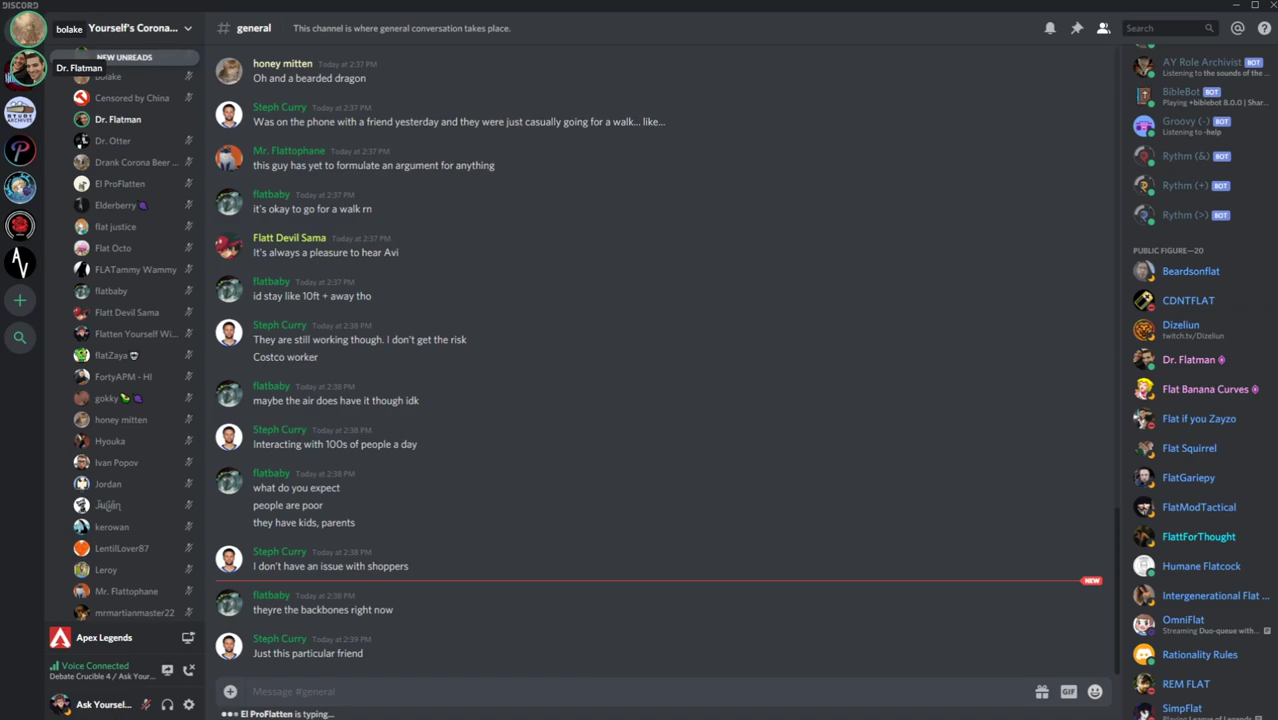 DISCORD
bolake
Yourself's Corona...
# general
This channel is where general conversation takes place.
Search
Dr. Flatman
NEW UNREADS
bolake
Censored by China
Dr. Flatman
Dr. Otter
Drank Corona Beer ...
El ProFlatten
Elderberry
flat justice
Flat Octo
FLATammy Wammy
flatbaby
Flatt Devil Sama
Flatten Yourself Wi...
flatZaya
FortyAPM - HI
gokky
honey mitten
Hyouka
Ivan Popov
Jordan
kerowan
LentilLover87
Leroy
Mr. Flattophane
mrmartianmaster22
Apex Legends
Voice Connected
Debate Crucible 4 / Ask Your...
Ask Yoursel...
honey mitten Today at 2:37 PM
Oh and a bearded dragon
Steph Curry Today at 2:37 PM
Was on the phone with a friend yesterday and they were just casually going for a walk... like...
Mr. Flattophane Today at 2:37 PM
this guy has yet to formulate an argument for anything
flatbaby Today at 2:37 PM
it's okay to go for a walk rn
Flatt Devil Sama Today at 2:37 PM
It's always a pleasure to hear Avi
flatbaby Today at 2:37 PM
id stay like 10ft + away tho
Steph Curry Today at 2:38 PM
They are still working though. I don't get the risk
Costco worker
flatbaby Today at 2:38 PM
maybe the air does have it though idk
Steph Curry Today at 2:38 PM
Interacting with 100s of people a day
flatbaby Today at 2:38 PM
what do you expect
people are poor
they have kids, parents
Steph Curry Today at 2:38 PM
I don't have an issue with shoppers
NEW
flatbaby Today at 2:38 PM
theyre the backbones right now
Steph Curry Today at 2:39 PM
Just this particular friend
Message #general
GIF
El ProFlatten is typing...
AY Role Archivist BOT
Listening to the sounds of the...
BibleBot BOT
Playing +biblebot 8.0.0 | Shar...
Groovy (-) BOT
Listening to -help
Rythm (&) BOT
Rythm (+) BOT
Rythm (>) BOT
PUBLIC FIGURE—20
Beardsonflat
CDNTFLAT
Dizeliun
twitch.tv/Dizeliun
Dr. Flatman
Flat Banana Curves
Flat if you Zayzo
Flat Squirrel
FlatGariepy
FlatModTactical
FlattForThought
Humane Flatcock
Intergenerational Flat ...
OmniFlat
Streaming Duo-queue with...
Rationality Rules
REM FLAT
SimpFlat
Playing League of Legends
STUDY
ARCHIVES
P
AV